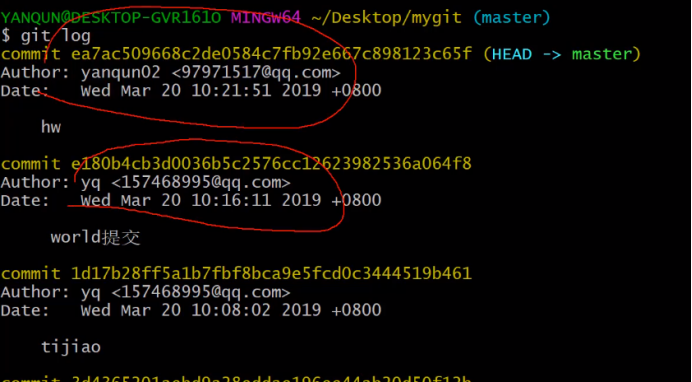 YANQUN@DESKTOP-GVR161O MINGW64 ~/Desktop/mygit (master)
$ git log
commit ea7ac509668c2de0584c7fb92e667c898123c65f (HEAD -> master)
Author: yanqun02 <97971517@qq.com>
Date: Wed Mar 20 10:21:51 2019 +0800
hw
commit e180b4cb3d0036b5c2576cc12623982536a064f8
Author: yq <157468995@qq.com>
Date: Wed Mar 20 10:16:11 2019 +0800
world提交
commit 1d17b28ff5a1b7fbf8bca9e5fcd0c3444519b461
Author: yq <157468995@qq.com>
Date: Wed Mar 20 10:08:02 2019 +0800
tijiao
commit